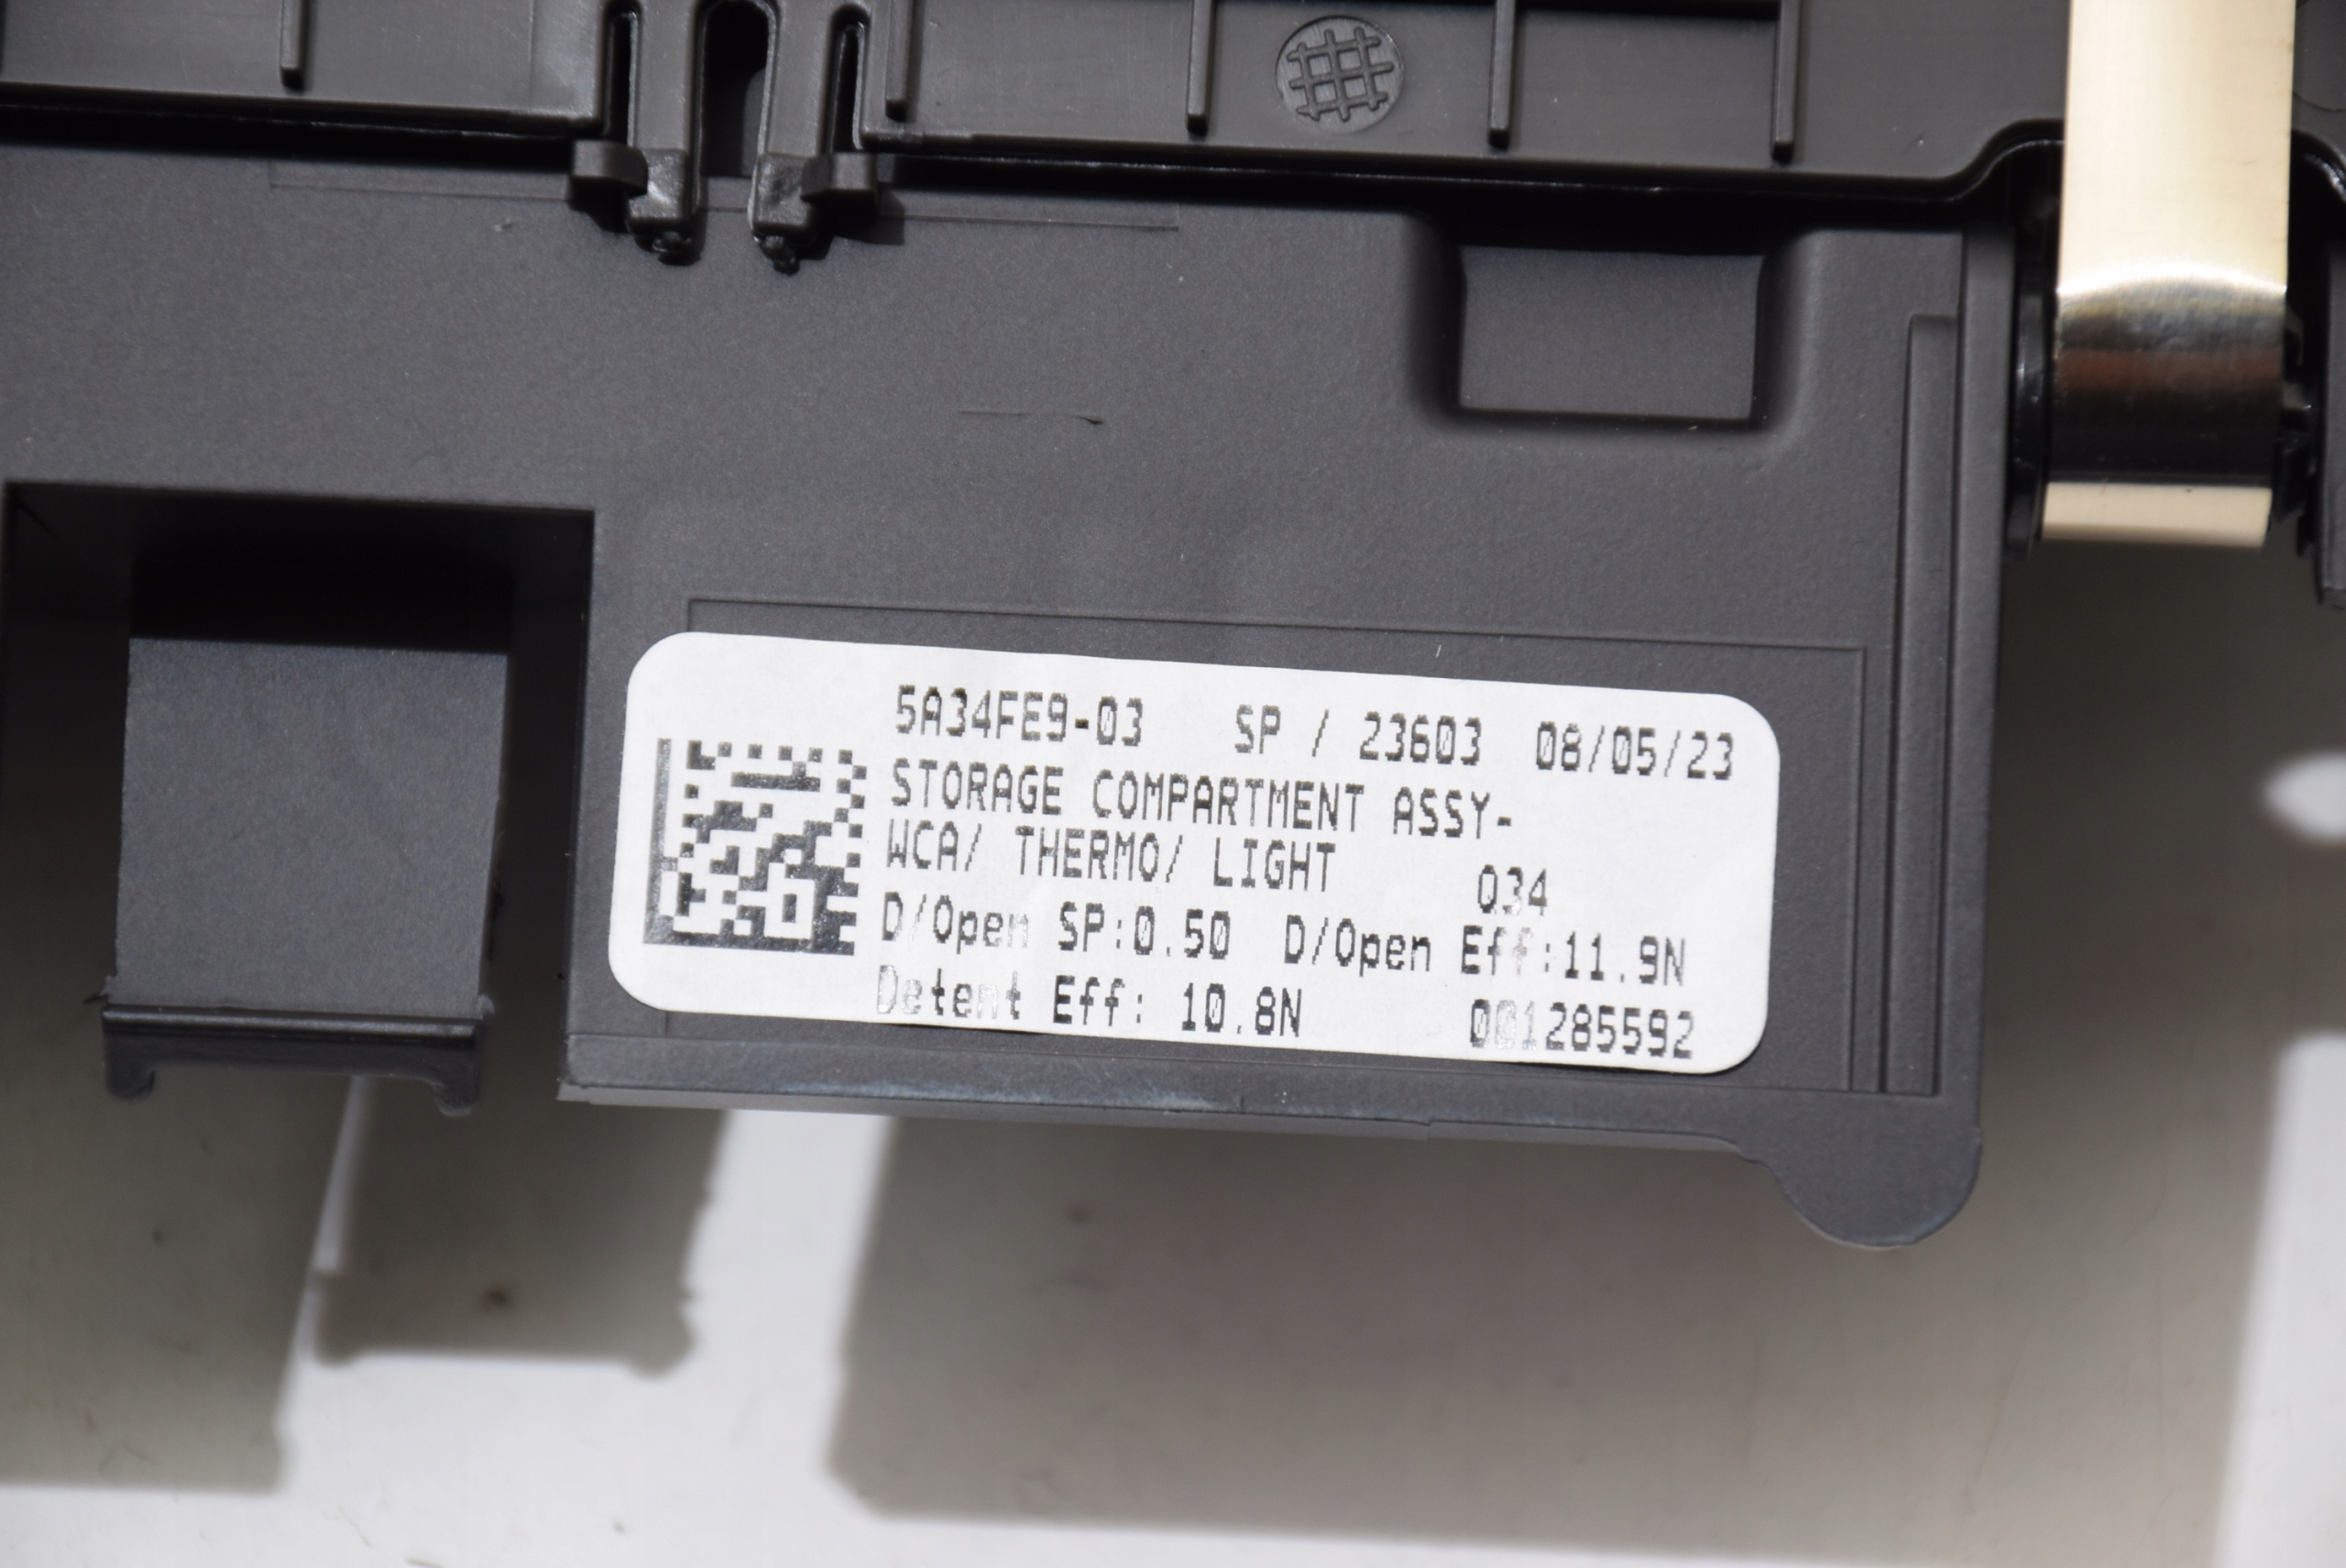 5A34FE9-03 SP / 23603 08/05/23
STORAGE COMPARTMENT ASSY-
WCA/ THERMO/ LIGHT Q34
D/Open SP:0.50 D/Open Eff:11.9N
Detent Eff: 10.8N 001285592